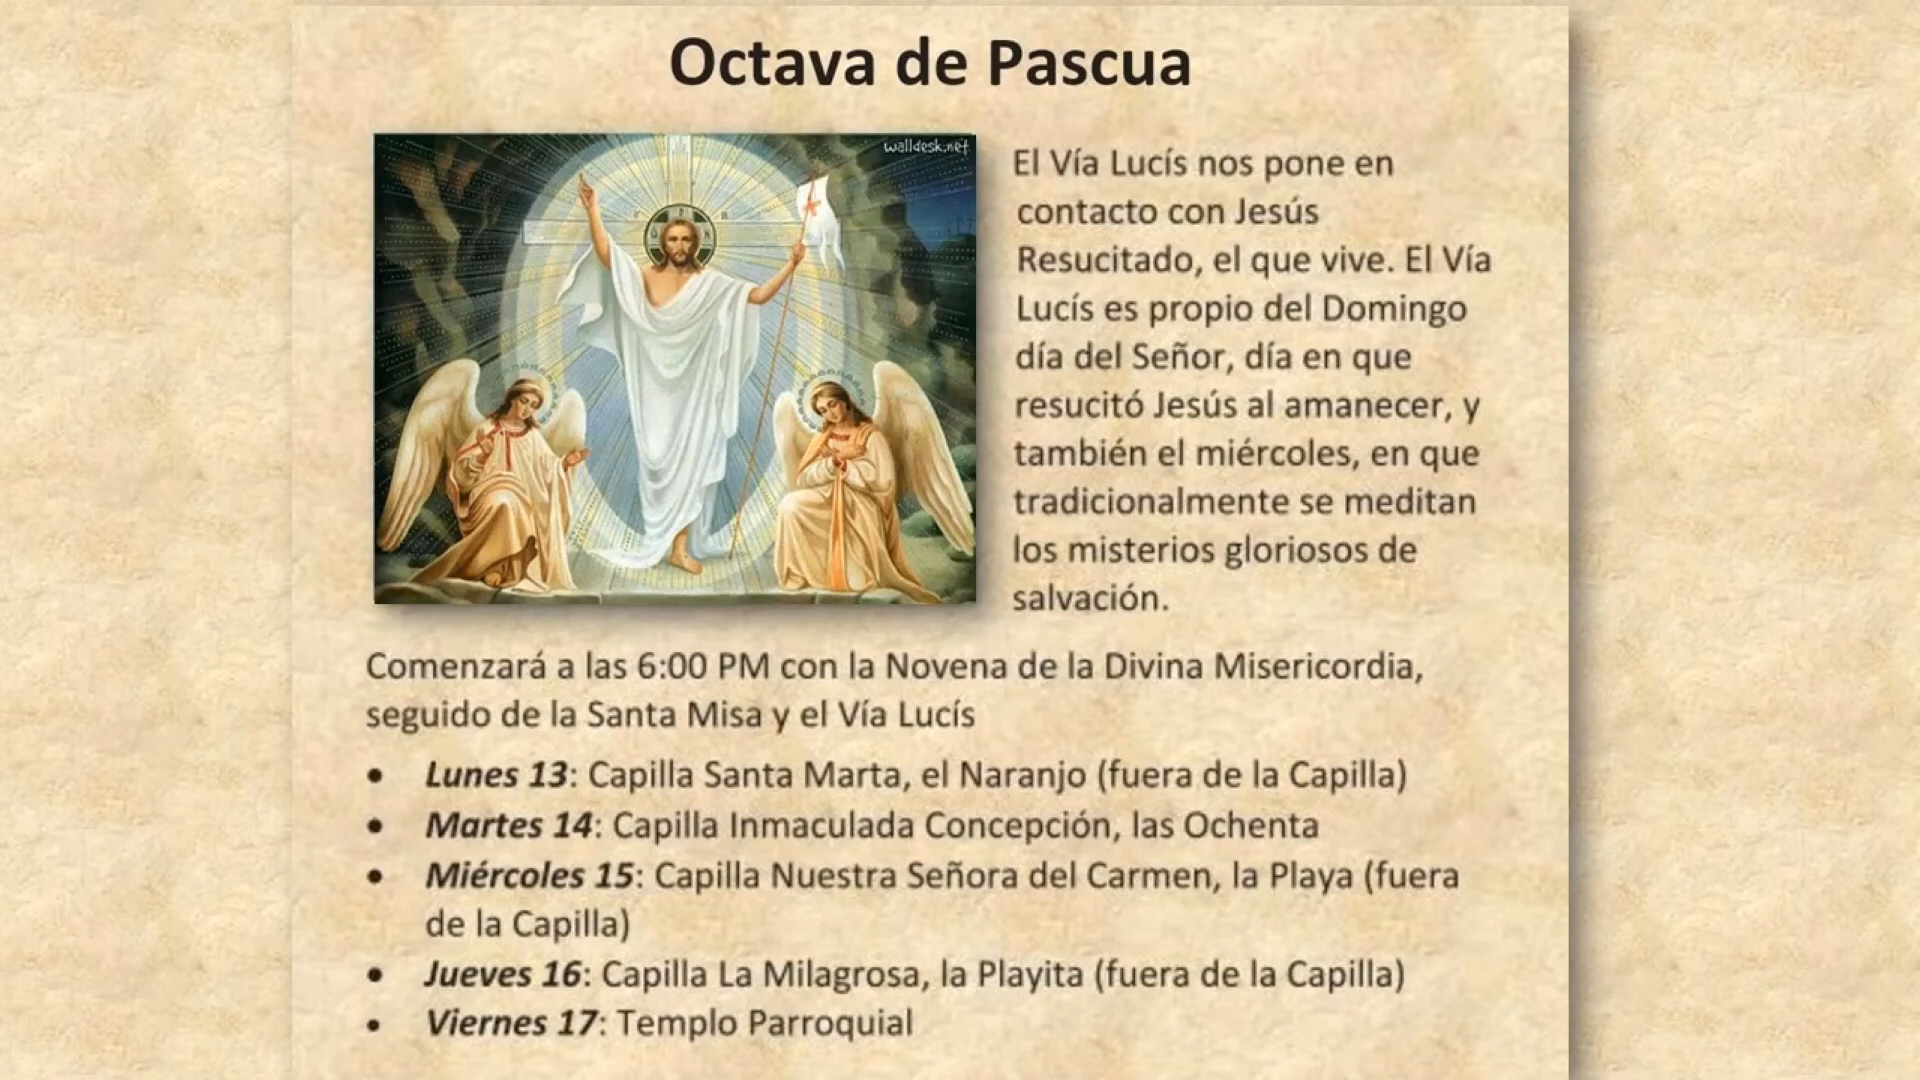 Octava de Pascua
walldesk.net
El Vía Lucís nos pone en
contacto con Jesús
Resucitado, el que vive. El Vía
Lucís es propio del Domingo
día del Señor, día en que
resucitó Jesús al amanecer, y
también el miércoles, en que
tradicionalmente se meditan
los misterios gloriosos de
salvación.
Comenzará a las 6:00 PM con la Novena de la Divina Misericordia,
seguido de la Santa Misa y el Vía Lucís
• Lunes 13: Capilla Santa Marta, el Naranjo (fuera de la Capilla)
• Martes 14: Capilla Inmaculada Concepción, las Ochenta
• Miércoles 15: Capilla Nuestra Señora del Carmen, la Playa (fuera
de la Capilla)
• Jueves 16: Capilla La Milagrosa, la Playita (fuera de la Capilla)
• Viernes 17: Templo Parroquial